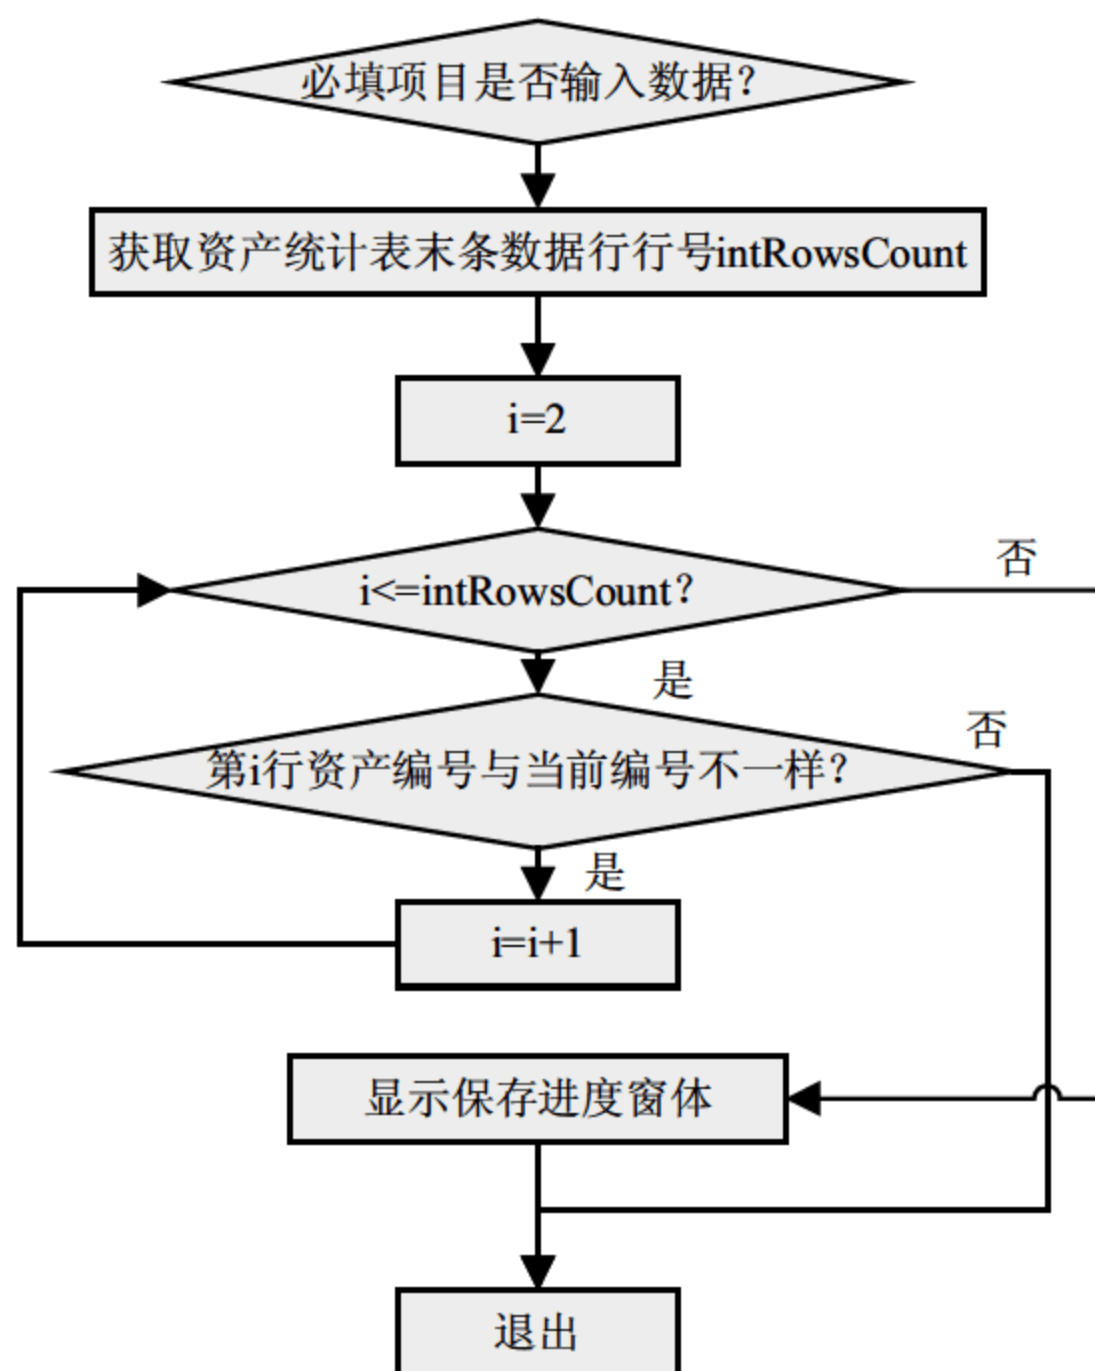 必填项目是否输入数据？
获取资产统计表末条数据行行号intRowsCount
i=2
i<=intRowsCount？
否
是
第i行资产编号与当前编号不一样？
否
是
i=i+1
显示保存进度窗体
退出